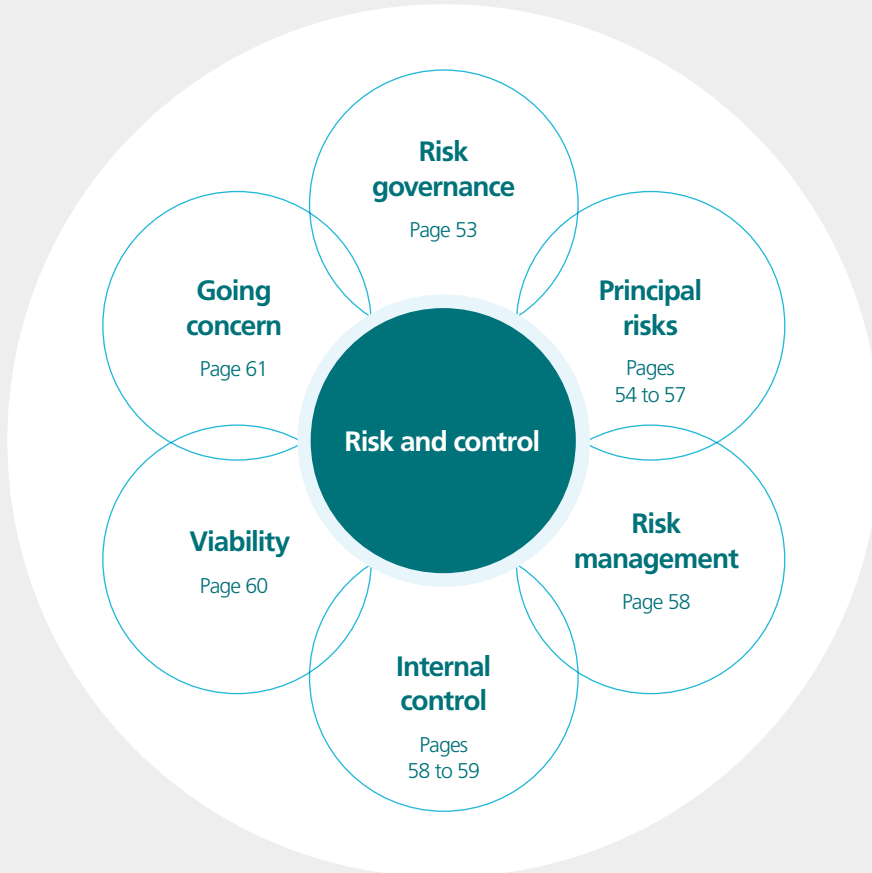 Risk
governance
Page 53
Principal
risks
Pages
54 to 57
Risk
management
Page 58
Internal
control
Pages
58 to 59
Viability
Page 60
Going
concern
Page 61
Risk and control